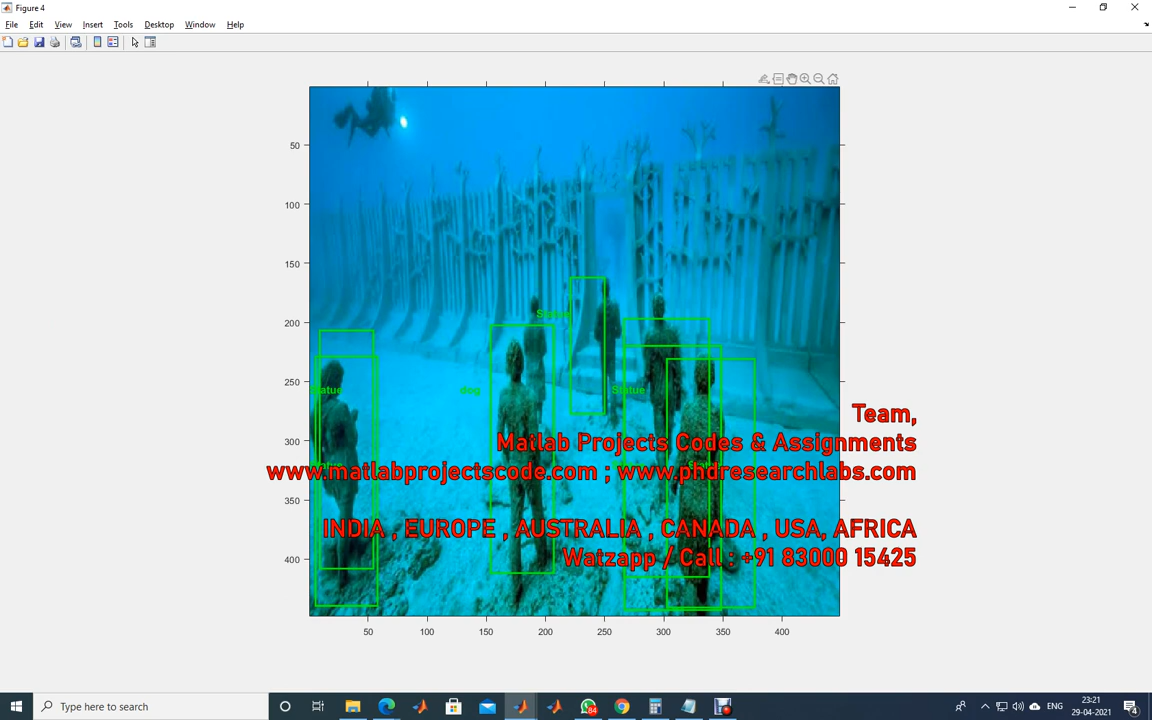 Figure 4
File Edit View Insert Tools Desktop Window Help
50
100
150
200
250
300
350
400
50 100 150 200 250 300 350 400
Statue
Statue
dog
Statue
Team,
Matlab Projects Codes & Assignments
www.matlabprojectscode.com ; www.phdresearchlabs.com
INDIA , EUROPE , AUSTRALIA , CANADA , USA, AFRICA
Watzapp / Call : +91 83000 15425
Type here to search
84
ENG
23:21
29-04-2021
4